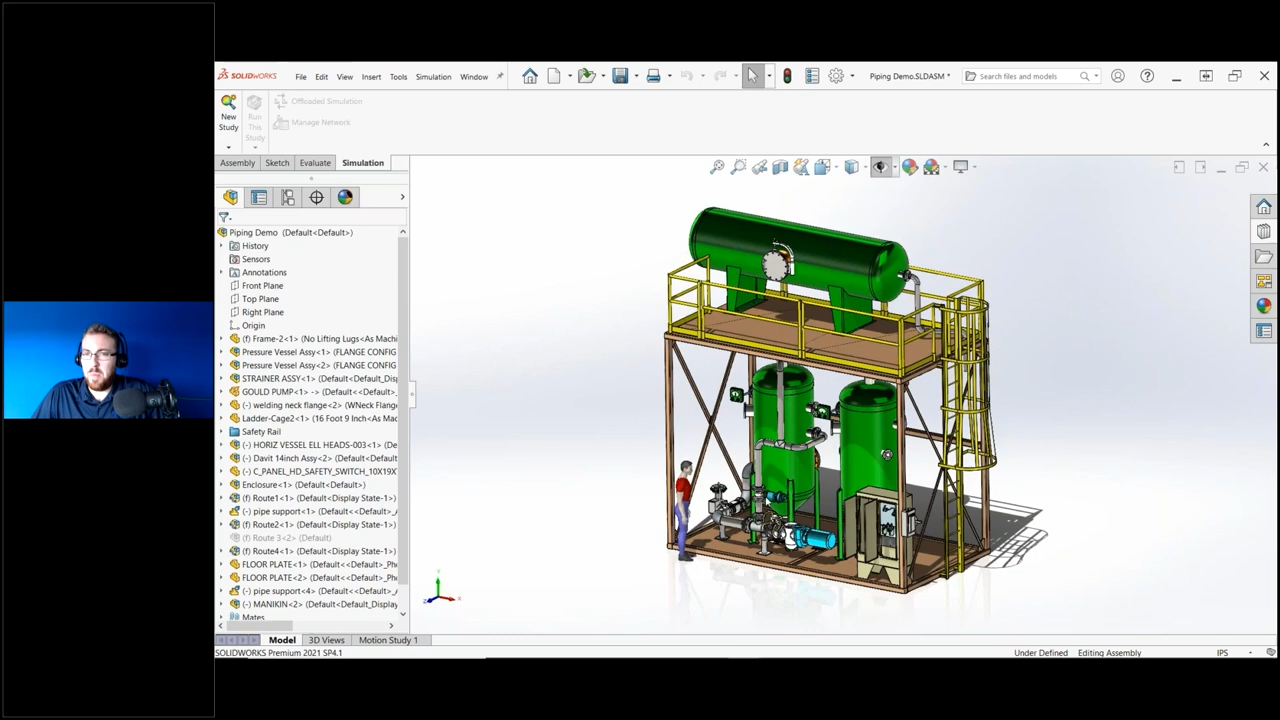 SOLIDWORKS File Edit View Insert Tools Simulation Window Piping Demo.SLDASM * Search files and models
New Study
Run This Study
Offloaded Simulation
Manage Network
Assembly Sketch Evaluate Simulation
Piping Demo (Default<Default>)
History
Sensors
Annotations
Front Plane
Top Plane
Right Plane
Origin
(f) Frame-2<1> (No Lifting Lugs<As Machi
Pressure Vessel Assy<1> (FLANGE CONFIG
Pressure Vessel Assy<2> (FLANGE CONFIG
STRAINER ASSY<1> (Default<Default_Disp
GOULD PUMP<1> -> (Default<<Default>_
(-) welding neck flange<2> (WNeck Flang
Ladder-Cage2<1> (16 Foot 9 Inch<As Mac
Safety Rail
(-) HORIZ VESSEL ELL HEADS-003<1> (De
(-) Davit 14inch Assy<2> (Default<Default
(-) C_PANEL_HD_SAFETY_SWITCH_10X19X
Enclosure<1> (Default<Default>)
(f) Route1<1> (Default<Display State-1>)
(-) pipe support<1> (Default<<Default>_A
(f) Route2<1> (Default<Display State-1>)
(f) Route 3<2> (Default)
(f) Route4<1> (Default<Display State-1>)
FLOOR PLATE<1> (Default<<Default>_Ph
FLOOR PLATE<2> (Default<<Default>_Ph
(-) pipe support<4> (Default<<Default>_A
(-) MANIKIN<2> (Default<Default_Display
Mates
Model 3D Views Motion Study 1
SOLIDWORKS Premium 2021 SP4.1 Under Defined Editing Assembly IPS